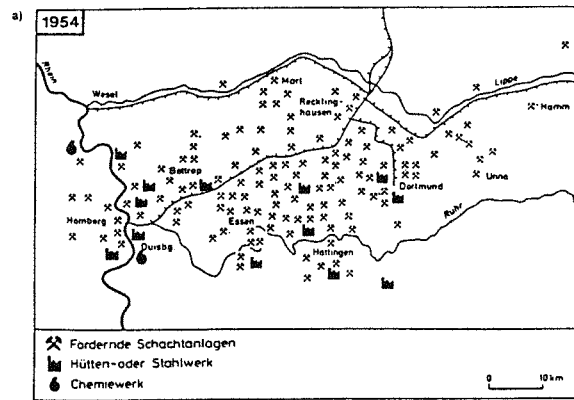 a)
1954
Rhein
Wesel
Marl
Reckling-
hausen
Lippe
Hamm
Bottrop
Dortmund
Unna
Homberg
Essen
Ruhr
Duisbg.
Hattingen
Fördernde Schachtanlagen
Hütten-oder Stahlwerk
Chemiewerk
0 10 km